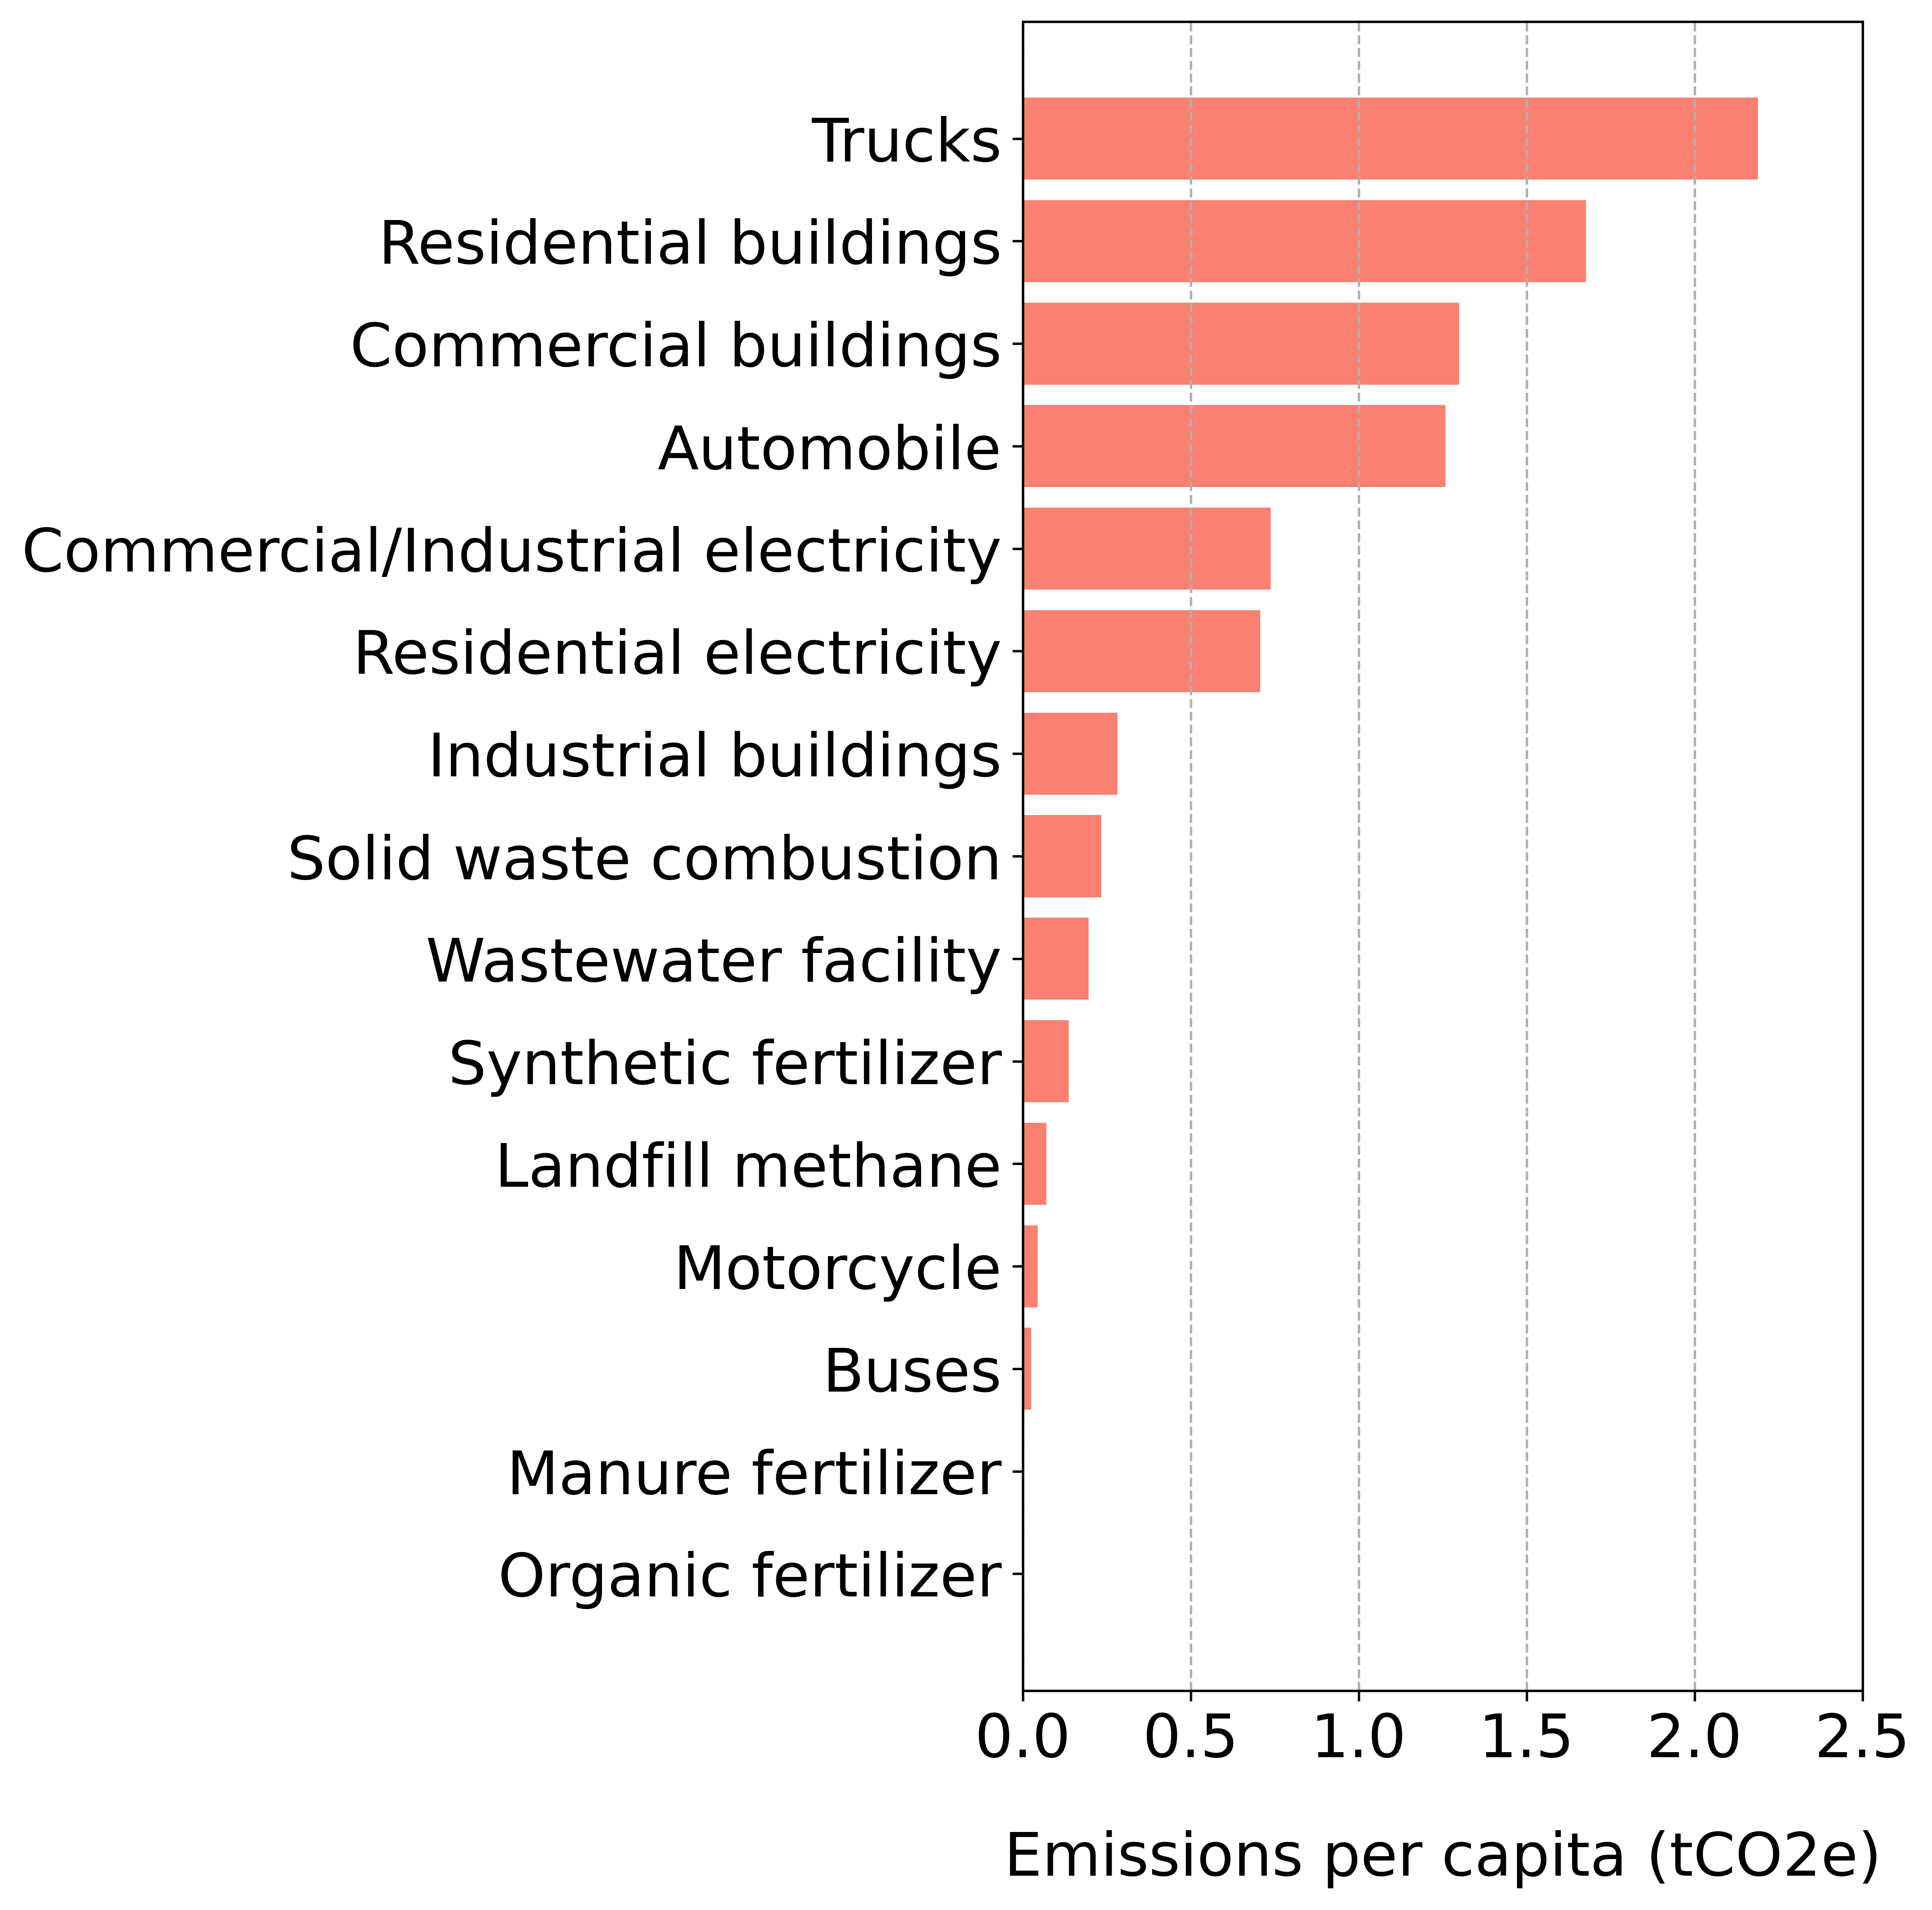 Trucks
Residential buildings
Commercial buildings
Automobile
Commercial/Industrial electricity
Residential electricity
Industrial buildings
Solid waste combustion
Wastewater facility
Synthetic fertilizer
Landfill methane
Motorcycle
Buses
Manure fertilizer
Organic fertilizer
0.0 0.5 1.0 1.5 2.0 2.5
Emissions per capita (tCO2e)